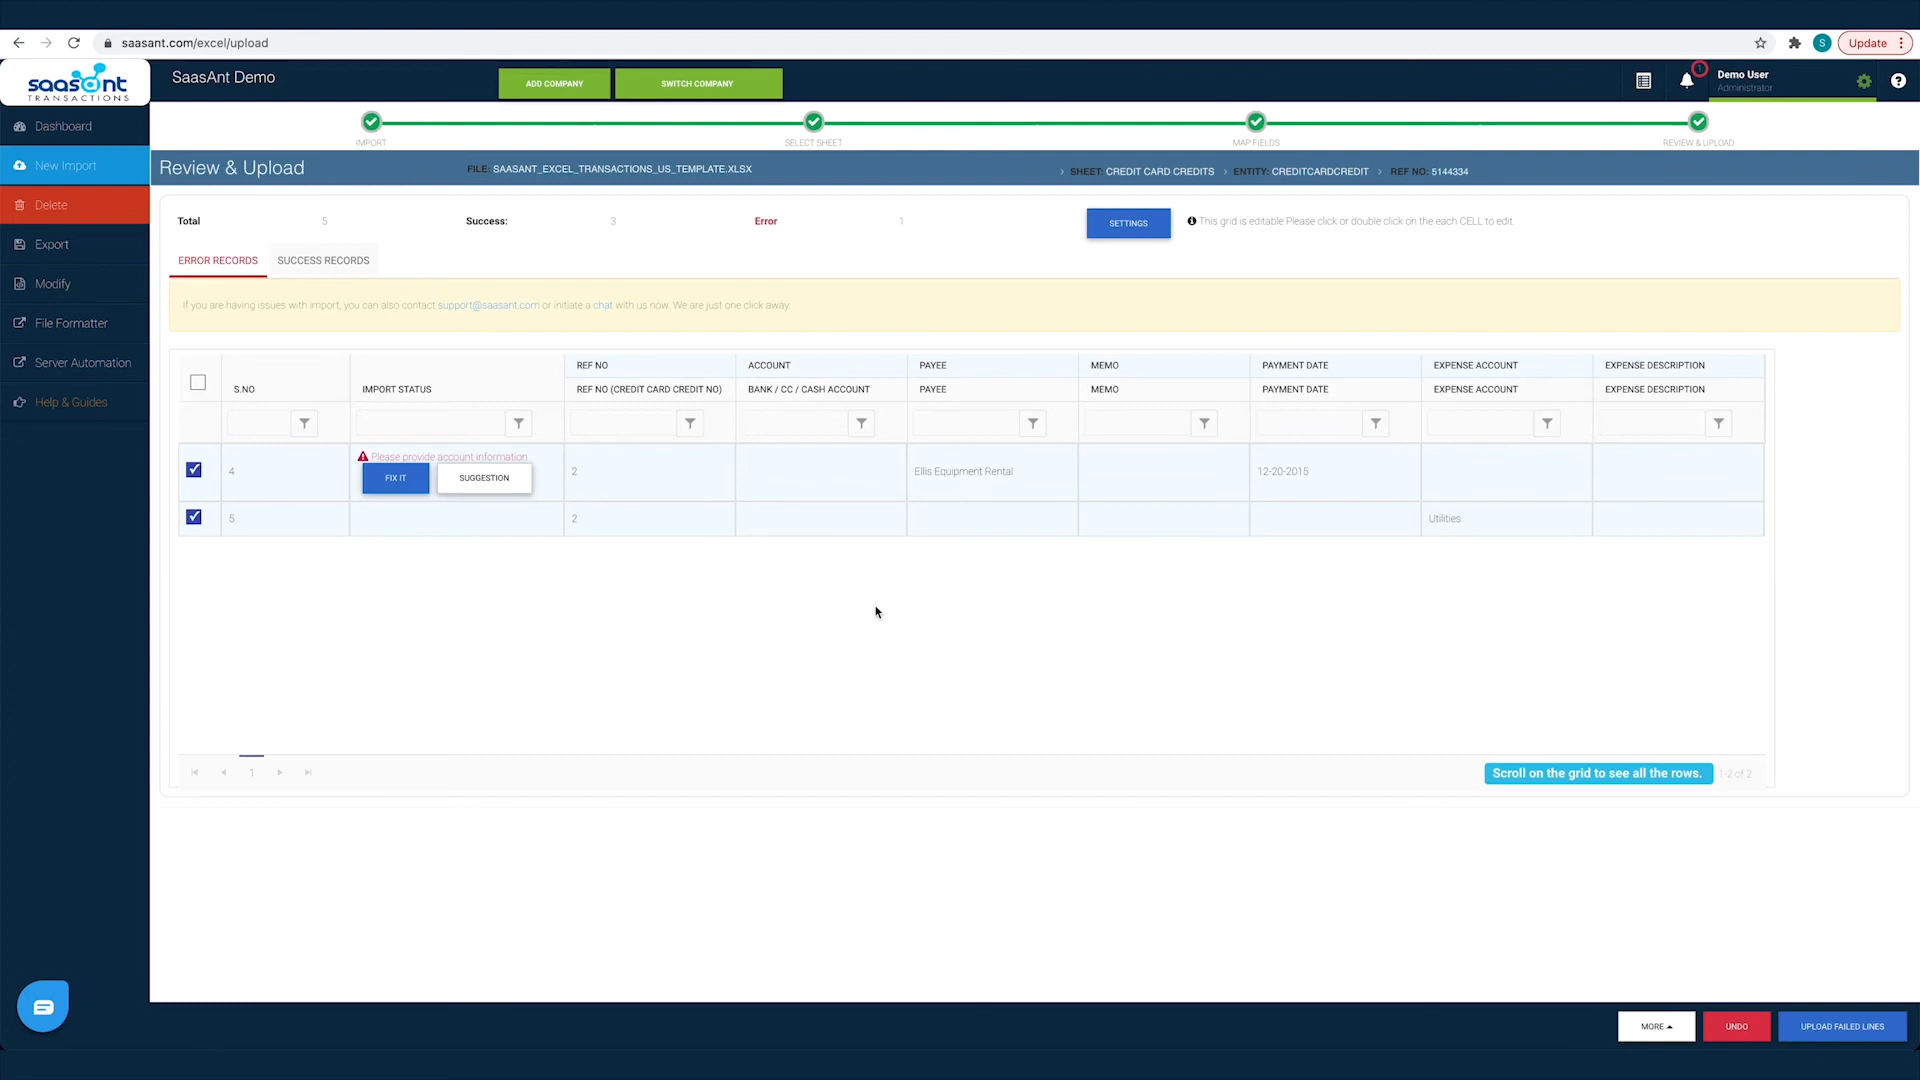 saasant.com/excel/upload
S
Update
saasant
TRANSACTIONS
SaasAnt Demo
ADD COMPANY
SWITCH COMPANY
1
Demo User
Administrator
Dashboard
New Import
Delete
Export
Modify
File Formatter
Server Automation
Help & Guides
IMPORT
SELECT SHEET
MAP FIELDS
REVIEW & UPLOAD
Review & Upload
FILE: SAASANT_EXCEL_TRANSACTIONS_US_TEMPLATE.XLSX
> SHEET: CREDIT CARD CREDITS > ENTITY: CREDITCARDCREDIT > REF NO: 5144334
Total 5 Success: 3 Error 1
SETTINGS
This grid is editable.Please click or double click on the each CELL to edit.
ERROR RECORDS SUCCESS RECORDS
If you are having issues with import, you can also contact support@saasant.com or initiate a chat with us now. We are just one click away.
REF NO ACCOUNT PAYEE MEMO PAYMENT DATE EXPENSE ACCOUNT EXPENSE DESCRIPTION
S.NO IMPORT STATUS REF NO (CREDIT CARD CREDIT NO) BANK / CC / CASH ACCOUNT PAYEE MEMO PAYMENT DATE EXPENSE ACCOUNT EXPENSE DESCRIPTION
Please provide account information
4 2 Ellis Equipment Rental 12-20-2015
FIX IT SUGGESTION
5 2 Utilities
1
Scroll on the grid to see all the rows. 1-2 of 2
MORE UNDO UPLOAD FAILED LINES